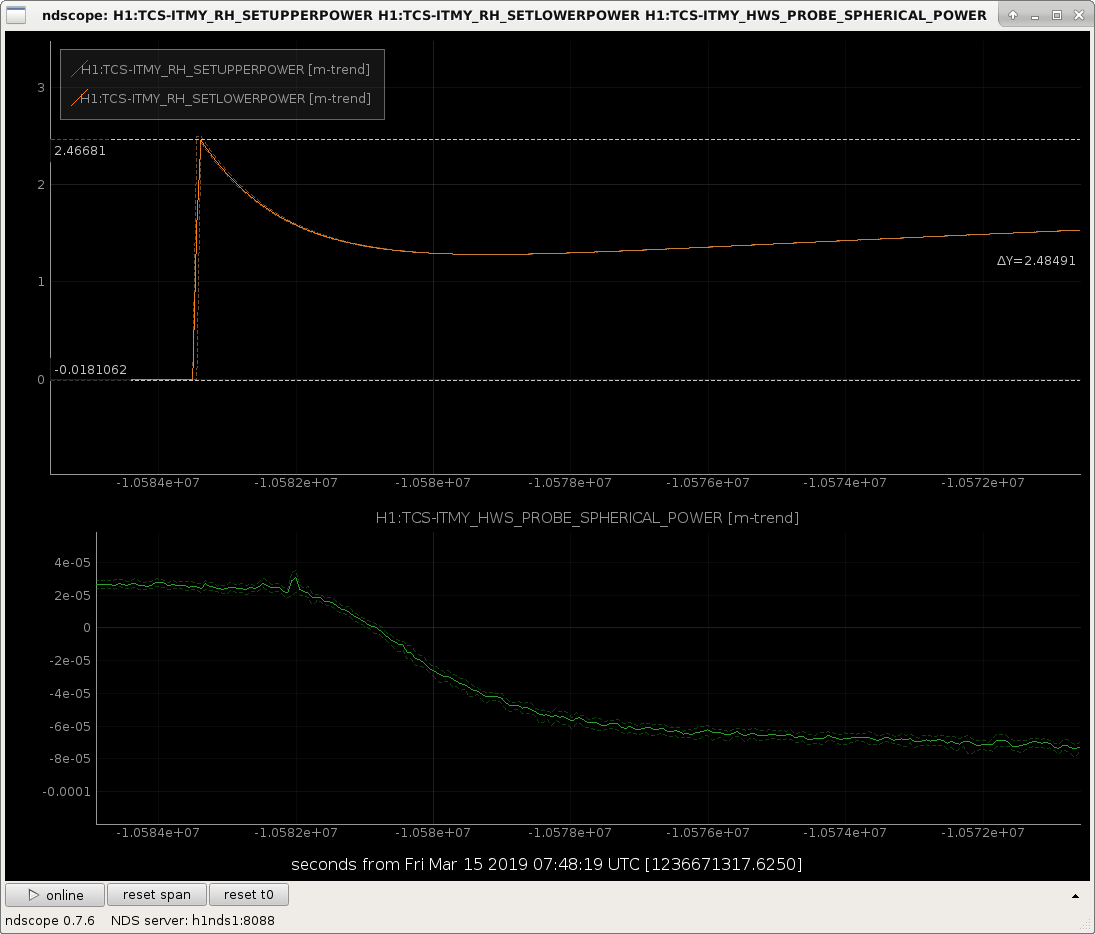 ndscope: H1:TCS-ITMY_RH_SETUPPERPOWER H1:TCS-ITMY_RH_SETLOWERPOWER H1:TCS-ITMY_HWS_PROBE_SPHERICAL_POWER
H1:TCS-ITMY_RH_SETUPPERPOWER [m-trend]
H1:TCS-ITMY_RH_SETLOWERPOWER [m-trend]
3
2.46681
2
ΔY=2.48491
1
-0.0181062
0
-1.0584e+07 -1.0582e+07 -1.058e+07 -1.0578e+07 -1.0576e+07 -1.0574e+07 -1.0572e+07
H1:TCS-ITMY_HWS_PROBE_SPHERICAL_POWER [m-trend]
4e-05
2e-05
0
-2e-05
-4e-05
-6e-05
-8e-05
-0.0001
-1.0584e+07 -1.0582e+07 -1.058e+07 -1.0578e+07 -1.0576e+07 -1.0574e+07 -1.0572e+07
seconds from Fri Mar 15 2019 07:48:19 UTC [1236671317.6250]
online reset span reset t0
ndscope 0.7.6 NDS server: h1nds1:8088